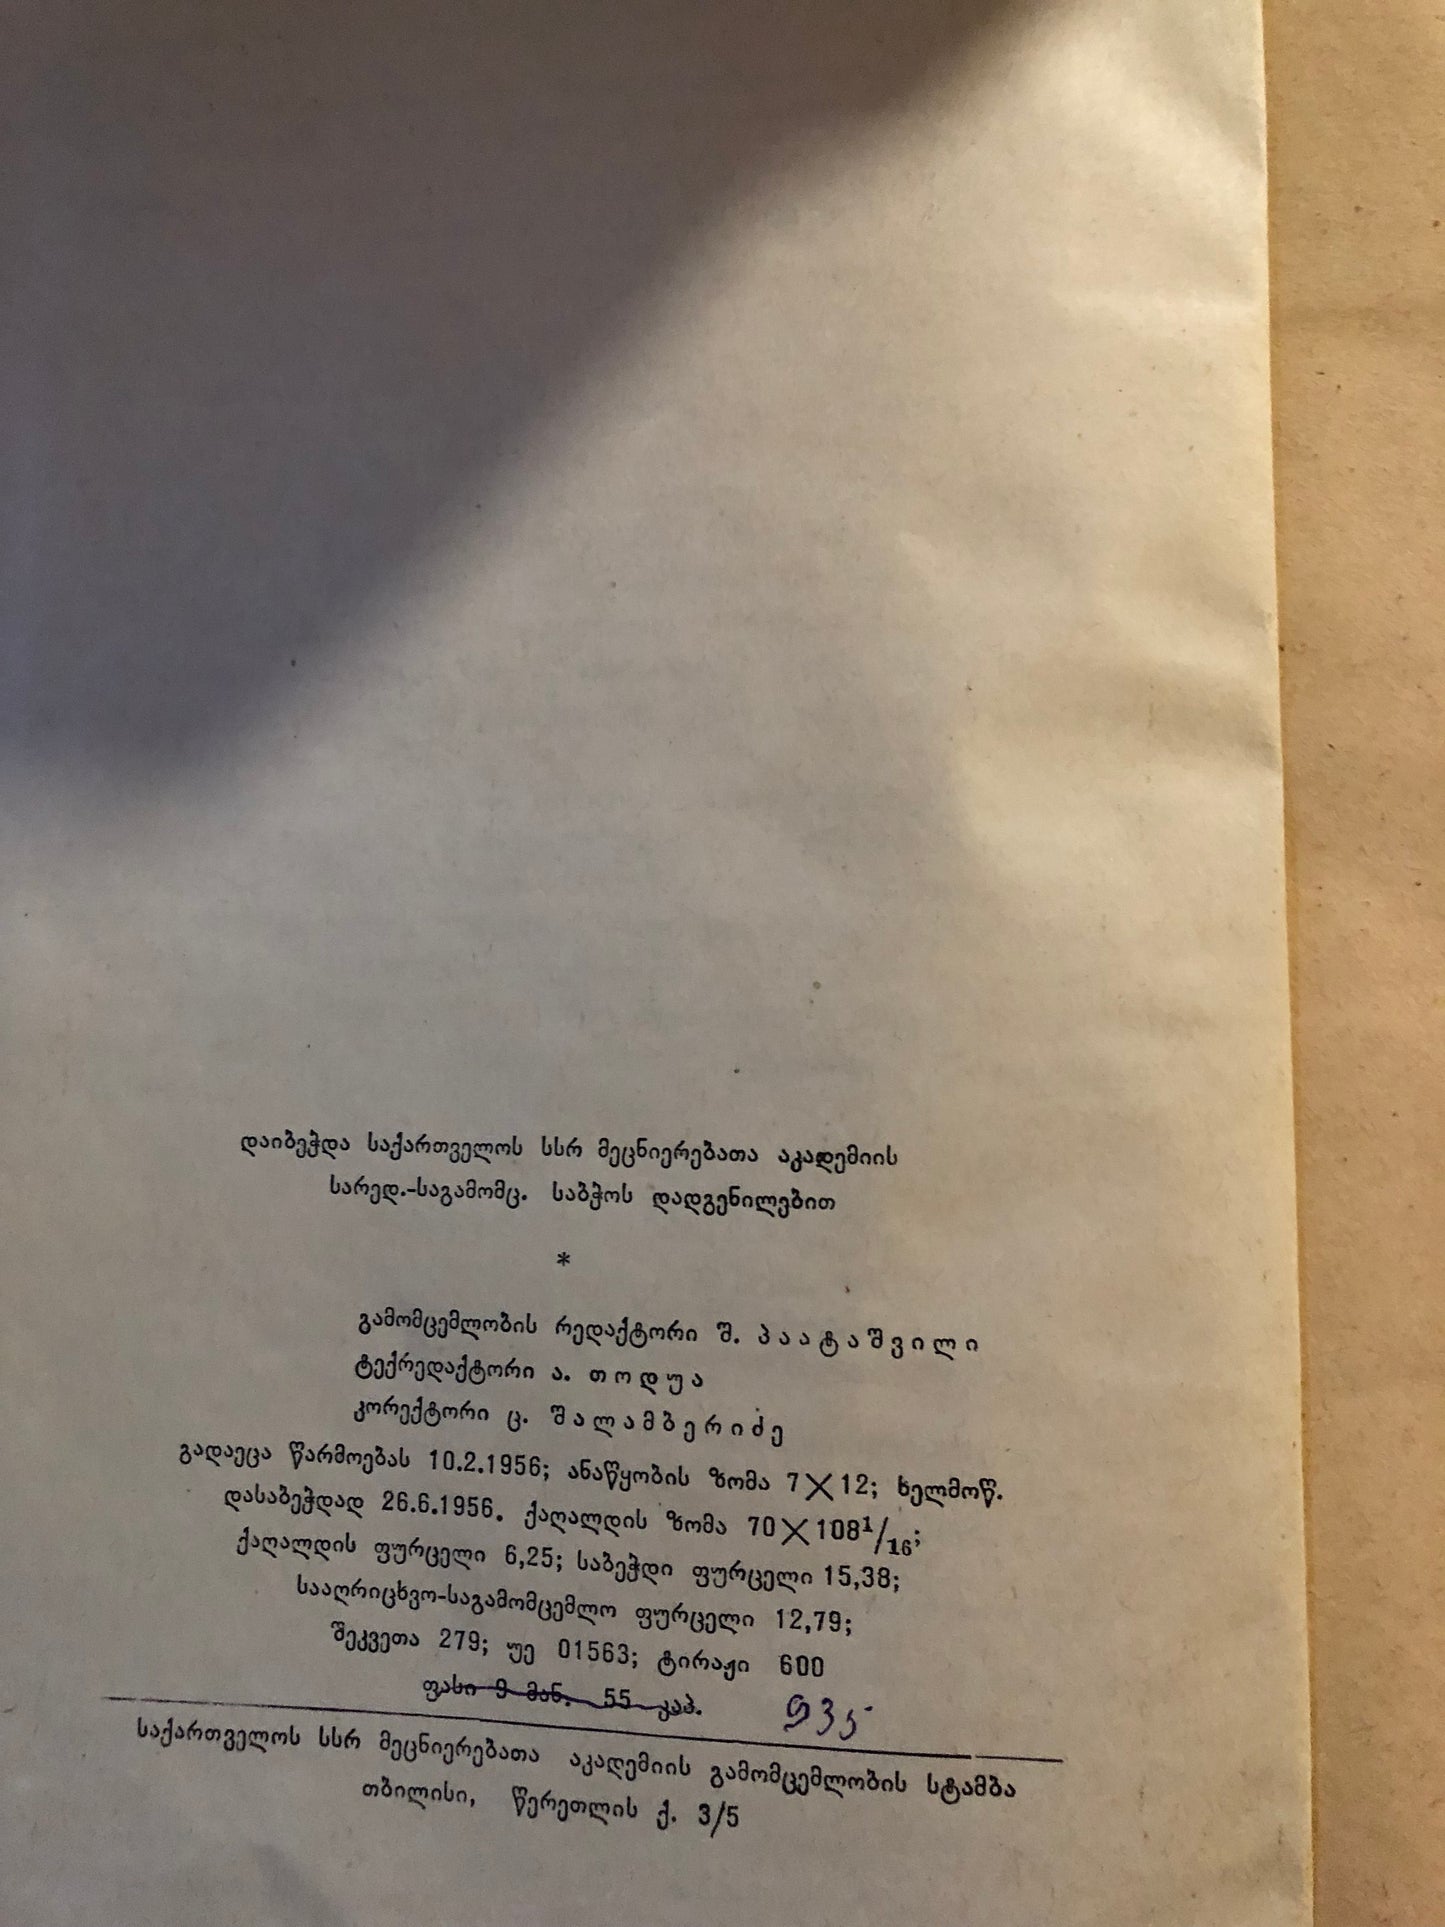 დაიბეჭდა საქართველოს სსრ მეცნიერებათა აკადემიის
სარედ.-საგამომც. საბჭოს დადგენილებით
*
გამომცემლობის რედაქტორი შ. პ ა ა ტ ა შ ვ ი ლ ი
ტექრედაქტორი ა. თ ო დ უ ა
კორექტორი ც. შ ა ლ ა მ ბ ე რ ი ძ ე
გადაეცა წარმოებას 10.2.1956; ანაწყობის ზომა 7╳12; ხელმოწ.
დასაბეჭდად 26.6.1956. ქაღალდის ზომა 70╳108¹/₁₆;
ქაღალდის ფურცელი 6,25; საბეჭდი ფურცელი 15,38;
სააღრიცხვო-საგამომცემლო ფურცელი 12,79;
შეკვეთა 279; უე 01563; ტირაჟი 600
ფასი 9 მან. 55 კაპ. 935
საქართველოს სსრ მეცნიერებათა აკადემიის გამომცემლობის სტამბა
თბილისი, წერეთლის ქ. 3/5